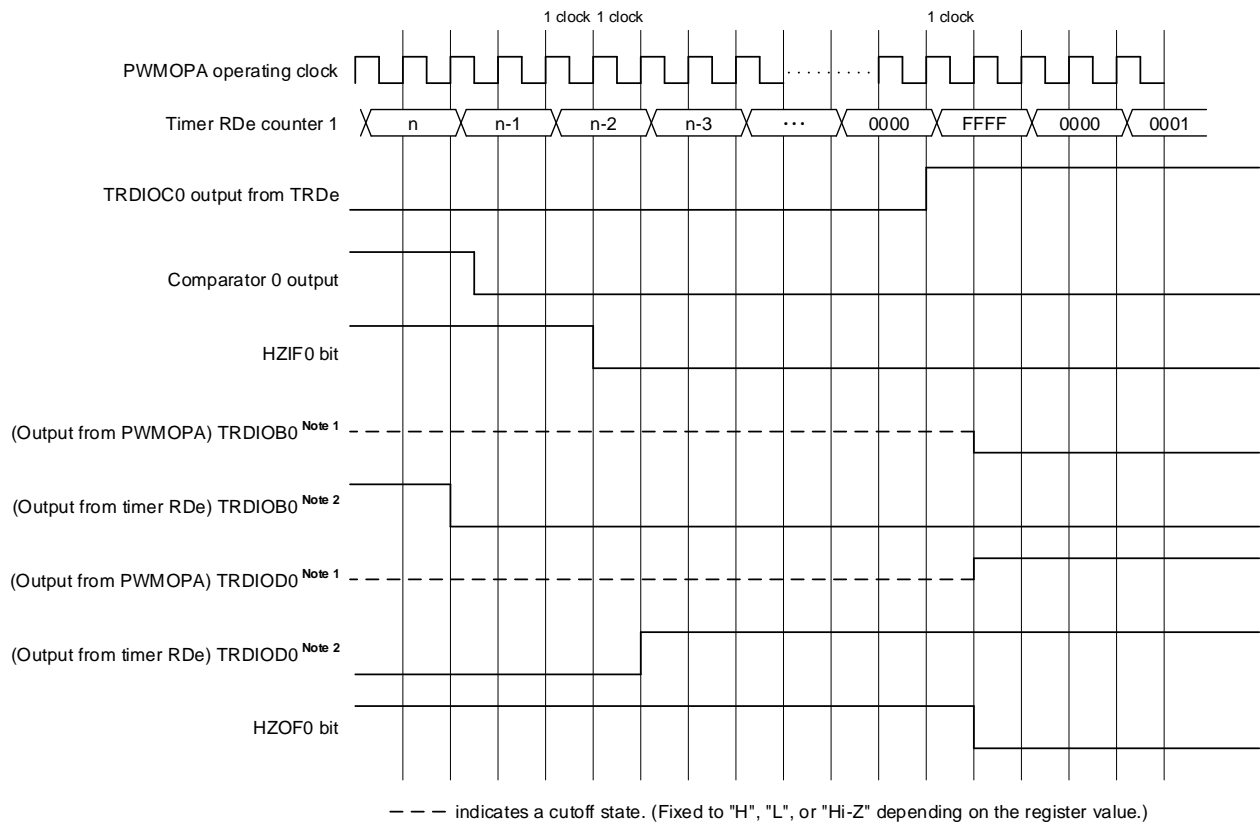 1 clock 1 clock 1 clock
PWMOPA operating clock
Timer RDe counter 1 n n-1 n-2 n-3 ··· 0000 FFFF 0000 0001
TRDIOC0 output from TRDe
Comparator 0 output
HZIF0 bit
(Output from PWMOPA) TRDIOB0 Note 1
(Output from timer RDe) TRDIOB0 Note 2
(Output from PWMOPA) TRDIOD0 Note 1
(Output from timer RDe) TRDIOD0 Note 2
HZOF0 bit
indicates a cutoff state. (Fixed to "H", "L", or "Hi-Z" depending on the register value.)